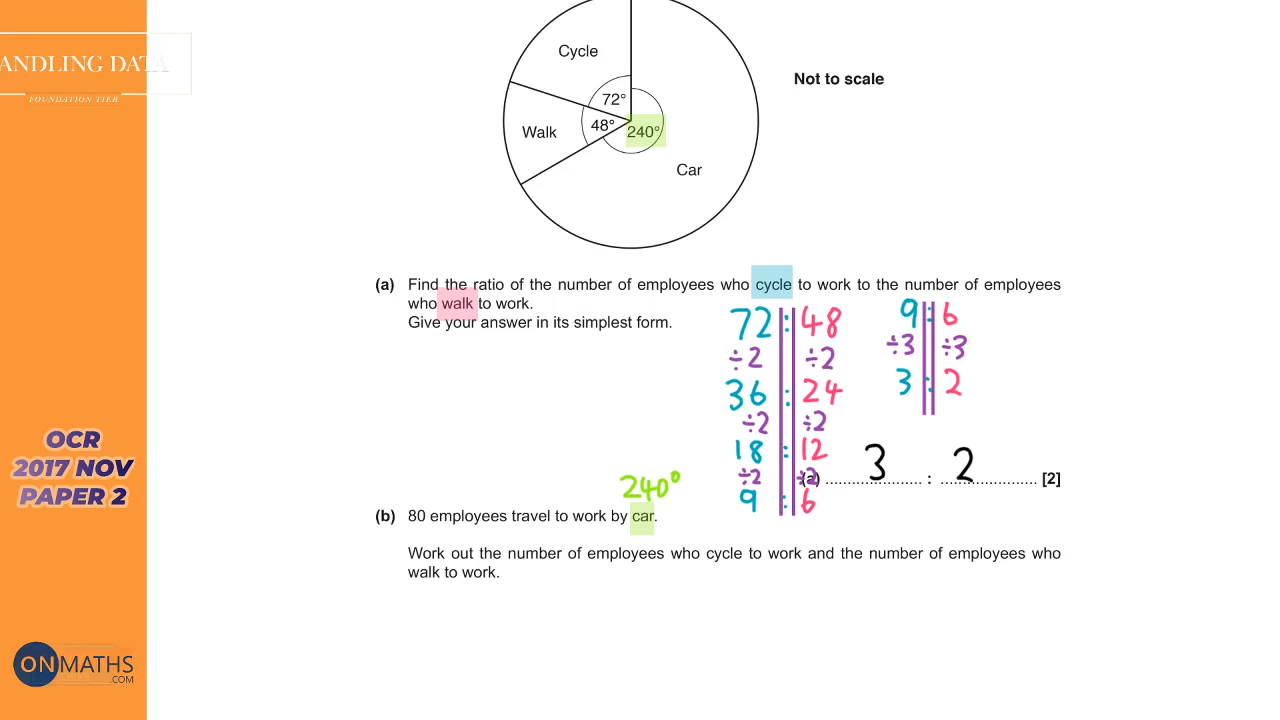 ANDLING DATA
FOUNDATION TIER
Cycle
72°
Walk
48°
240°
Car
Not to scale
(a) Find the ratio of the number of employees who cycle to work to the number of employees
who walk to work.
Give your answer in its simplest form.
72 : 48
÷2 ÷2
36 : 24
÷2 ÷2
18 : 12
÷2 ÷2
9 : 6
9 : 6
÷3 ÷3
3 : 2
(a) 3 : 2 [2]
240°
(b) 80 employees travel to work by car.
Work out the number of employees who cycle to work and the number of employees who
walk to work.
OCR
2017 NOV
PAPER 2
ONMATHS
.COM